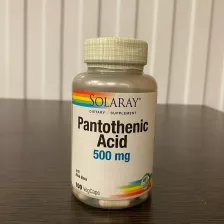 SOLARAY
DIETARY SUPPLEMENT
Pantothenic
Acid
500 mg
100 VegCaps